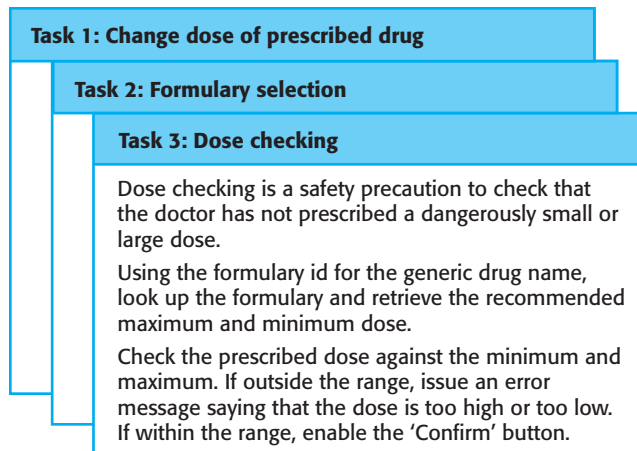 Task 1: Change dose of prescribed drug
Task 2: Formulary selection
Task 3: Dose checking
Dose checking is a safety precaution to check that
the doctor has not prescribed a dangerously small or
large dose.
Using the formulary id for the generic drug name,
look up the formulary and retrieve the recommended
maximum and minimum dose.
Check the prescribed dose against the minimum and
maximum. If outside the range, issue an error
message saying that the dose is too high or too low.
If within the range, enable the ‘Confirm’ button.